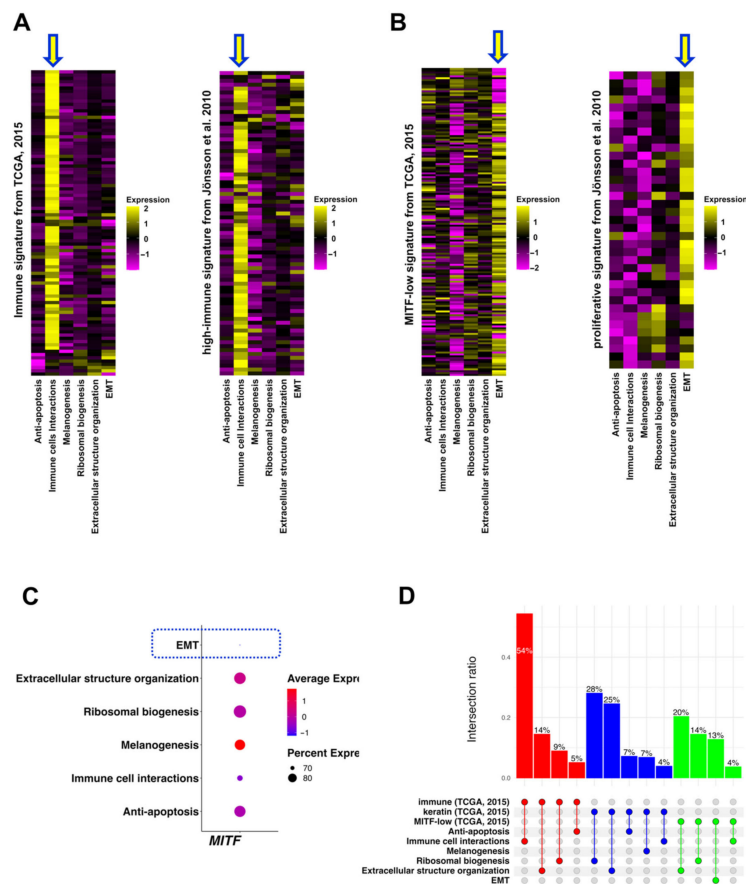 A
B
Immune signature from TCGA, 2015
Expression
2
1
0
−1
Anti-apoptosis
Immune cells Interactions
Melanogenesis
Ribosomal biogenesis
Extracellular structure organization
EMT
high-immune signature from Jönsson et al. 2010
Expression
2
1
0
−1
Anti-apoptosis
Immune cell Interactions
Melanogenesis
Ribosomal biogenesis
Extracellular structure organization
EMT
MITF-low signature from TCGA, 2015
Expression
1
0
−1
−2
Anti-apoptosis
Immune cells Interactions
Melanogenesis
Ribosomal biogenesis
Extracellular structure organization
EMT
proliferative signature from Jönsson et al. 2010
Expression
1
0
−1
Anti-apoptosis
Immune cell Interactions
Melanogenesis
Ribosomal biogenesis
Extracellular structure organization
EMT
C
EMT
Extracellular structure organization
Ribosomal biogenesis
Melanogenesis
Immune cell interactions
Anti-apoptosis
MITF
Average Expre
1
0
−1
Percent Expre
70
80
D
Intersection ratio
0.4
0.2
0.0
54%
14%
9%
5%
28%
25%
7%
7%
4%
20%
14%
13%
4%
immune (TCGA, 2015)
keratin (TCGA, 2015)
MITF-low (TCGA, 2015)
Anti-apoptosis
Immune cell interactions
Melanogenesis
Ribosomal biogenesis
Extracellular structure organization
EMT